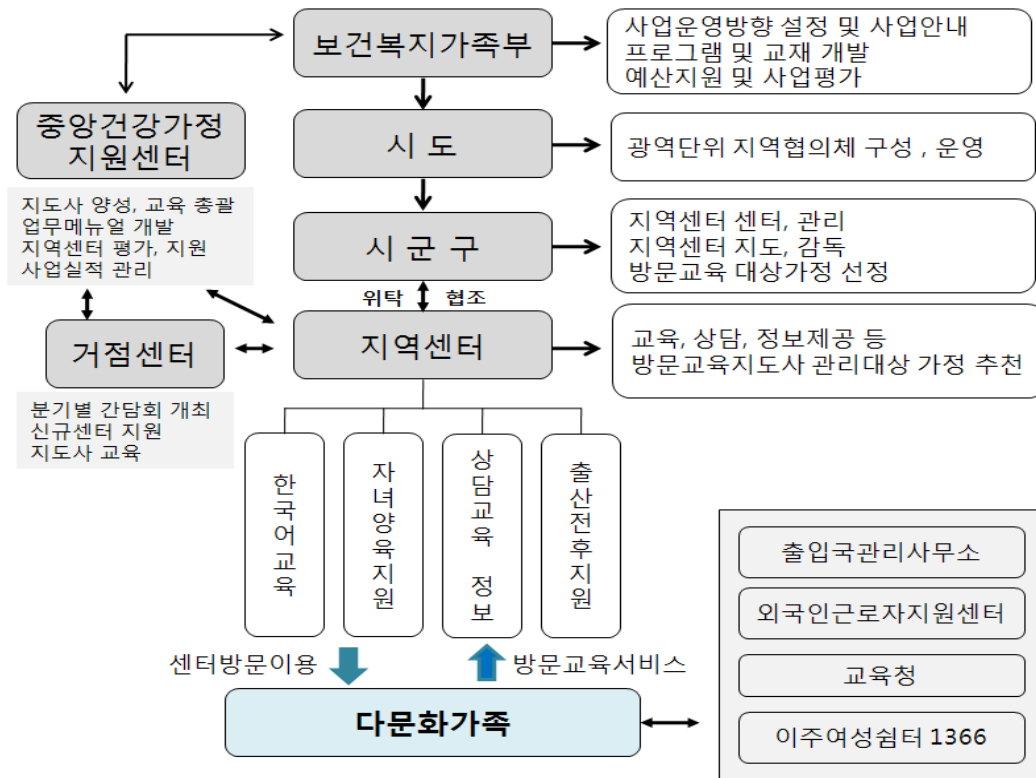 보건복지가족부
사업운영방향 설정 및 사업안내
프로그램 및 교재 개발
예산지원 및 사업평가
중앙건강가정
지원센터
지도사 양성, 교육 총괄
업무메뉴얼 개발
지역센터 평가, 지원
사업실적 관리
시 도
광역단위 지역협의체 구성 , 운영
시 군 구
지역센터 센터, 관리
지역센터 지도, 감독
방문교육 대상가정 선정
위탁 협조
거점센터
분기별 간담회 개최
신규센터 지원
지도사 교육
지역센터
교육, 상담, 정보제공 등
방문교육지도사 관리대상 가정 추천
한국어교육
자녀양육지원
상담교육 정보
출산전후지원
센터방문이용
방문교육서비스
다문화가족
출입국관리사무소
외국인근로자지원센터
교육청
이주여성쉼터 1366